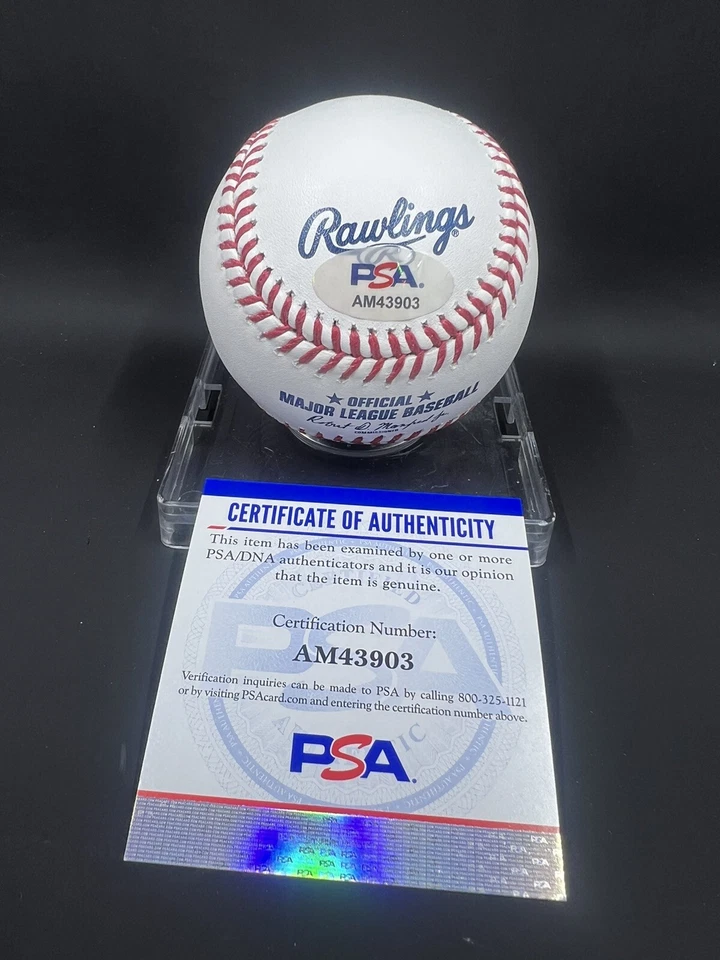 Rawlings®
PSA.
AM43903
★ OFFICIAL ★
MAJOR LEAGUE BASEBALL
Robert D. Manfred Jr.
CERTIFICATE OF AUTHENTICITY
This item has been examined by one or more
PSA/DNA authenticators and it is our opinion
that the item is genuine.
Certification Number:
AM43903
Verification inquiries can be made to PSA by calling 800-325-1121
or by visiting PSAcard.com and entering the certification number above.
PSA.